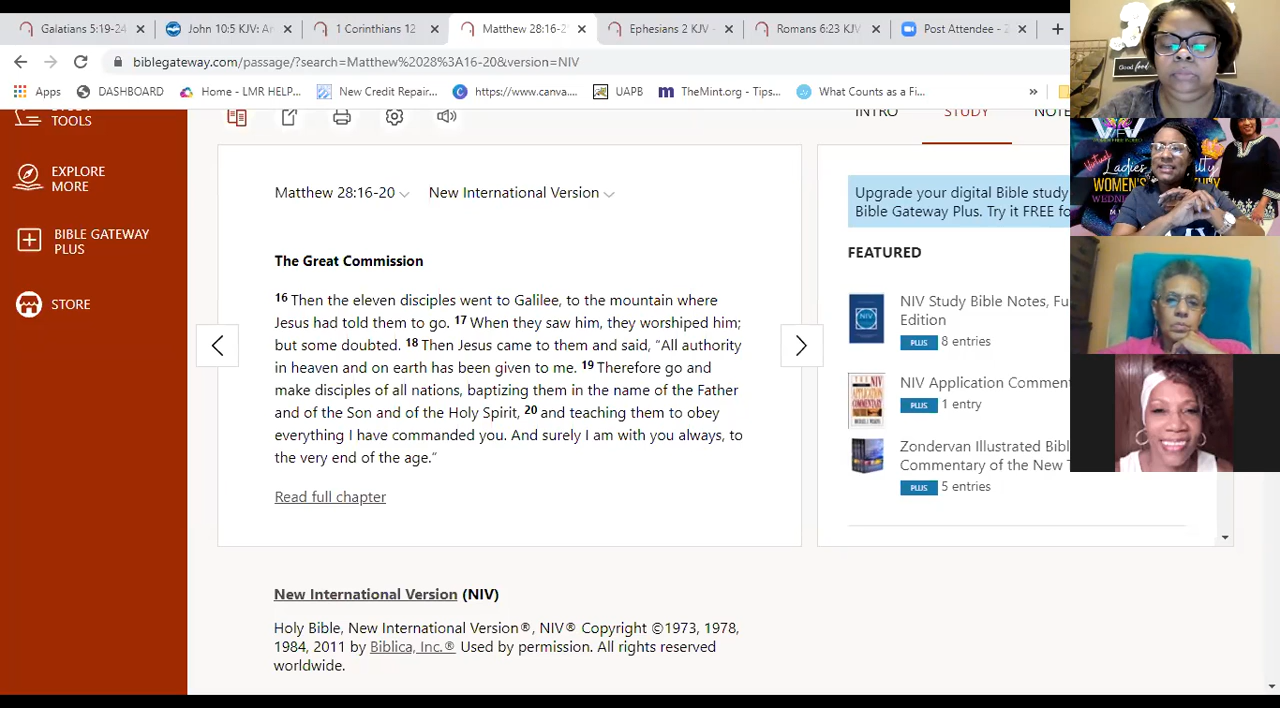 Galatians 5:19-24
John 10:5 KJV: A
1 Corinthians 12
Matthew 28:16-
Ephesians 2 KJV
Romans 6:23 KJV
Post Attendee - Z
biblegateway.com/passage/?search=Matthew%2028%3A16-20&version=NIV
Apps
DASHBOARD
Home - LMR HELP...
New Credit Repair...
https://www.canva....
UAPB
TheMint.org - Tips...
What Counts as a Fi...
»
TOOLS
EXPLORE
MORE
BIBLE GATEWAY
PLUS
STORE
INTRO
STUDY
NOTE
Matthew 28:16-20
New International Version
The Great Commission
16 Then the eleven disciples went to Galilee, to the mountain where
Jesus had told them to go. 17 When they saw him, they worshiped him;
but some doubted. 18 Then Jesus came to them and said, “All authority
in heaven and on earth has been given to me. 19 Therefore go and
make disciples of all nations, baptizing them in the name of the Father
and of the Son and of the Holy Spirit, 20 and teaching them to obey
everything I have commanded you. And surely I am with you always, to
the very end of the age.”
Read full chapter
New International Version (NIV)
Holy Bible, New International Version®, NIV® Copyright ©1973, 1978,
1984, 2011 by Biblica, Inc.® Used by permission. All rights reserved
worldwide.
Upgrade your digital Bible study
Bible Gateway Plus. Try it FREE fo
FEATURED
NIV Study Bible Notes, Fu
Edition
PLUS 8 entries
NIV Application Comment
PLUS 1 entry
Zondervan Illustrated Bibl
Commentary of the New T
PLUS 5 entries
Good food
Virtual
Ladies
WOMEN'S